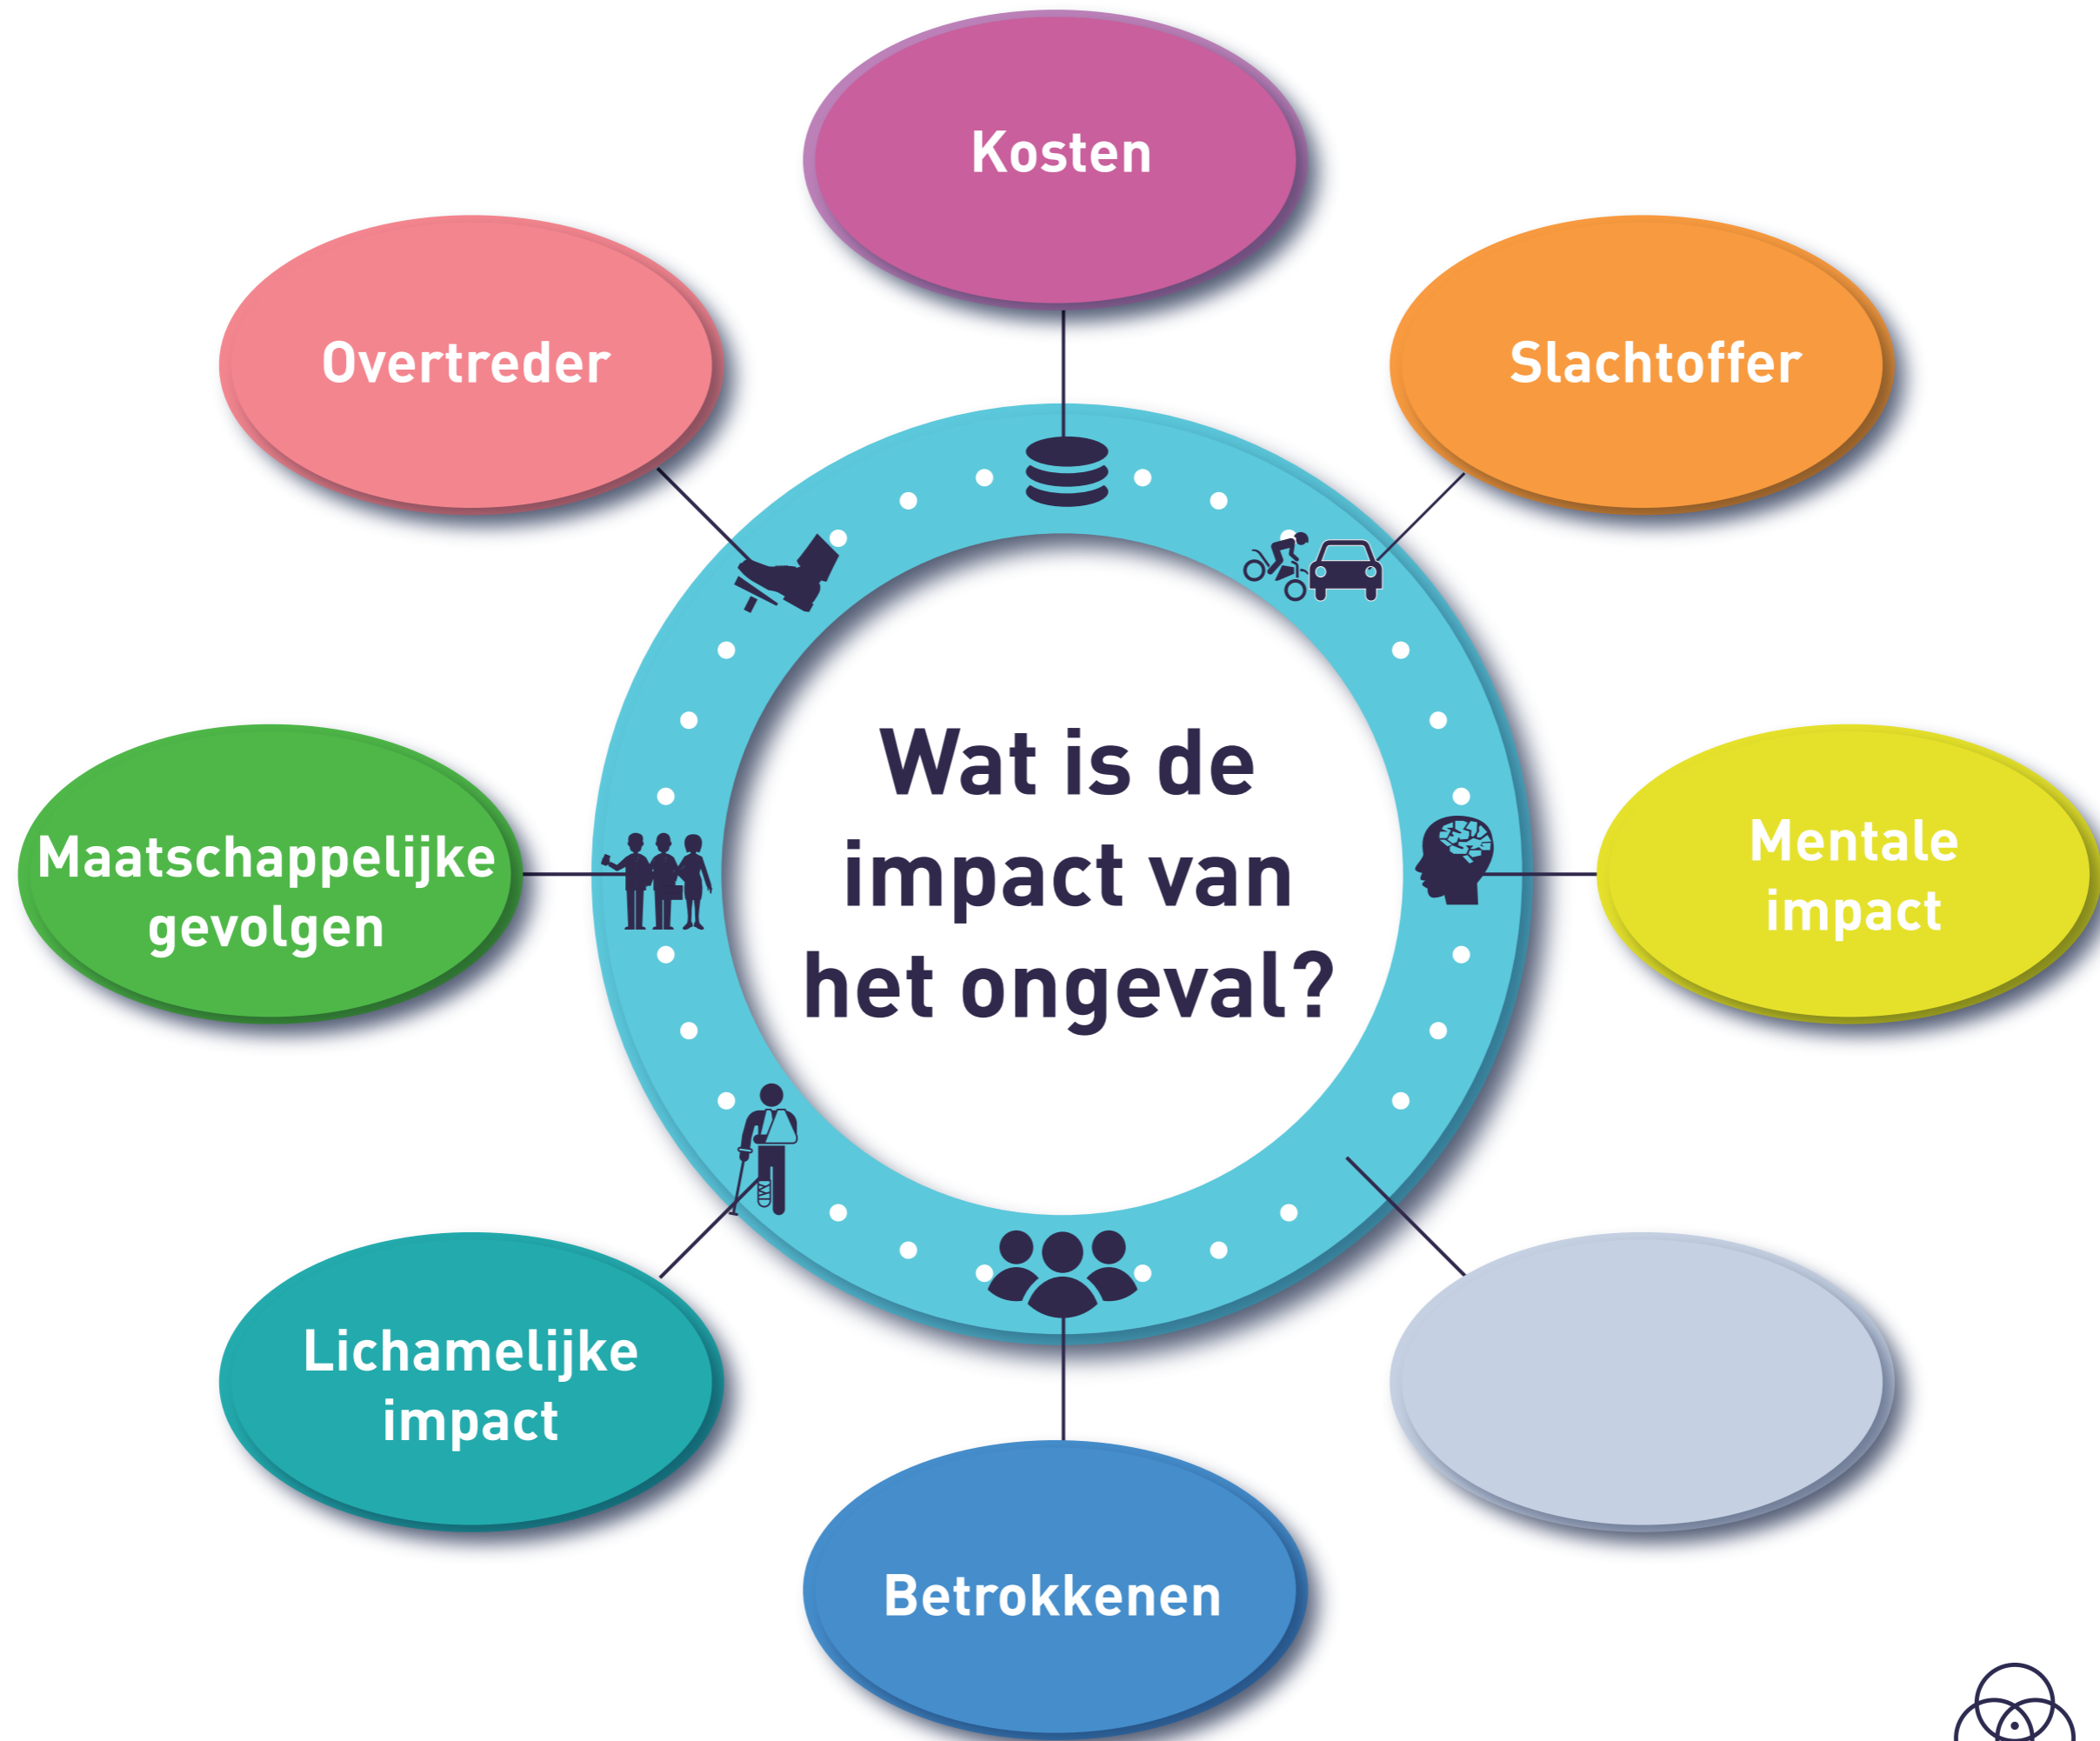 Kosten
Overtreder
Slachtoffer
Wat is de
impact van
het ongeval?
Maatschappelijke
gevolgen
Mentale
impact
Lichamelijke
impact
Betrokkenen